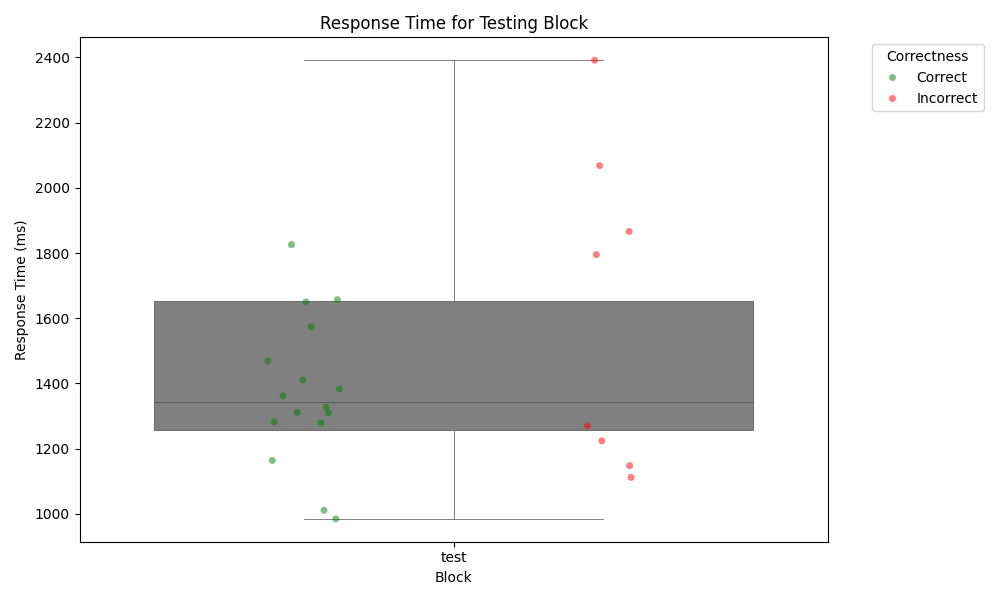 Response Time for Testing Block
Correctness
Correct
Incorrect
Response Time (ms)
2400
2200
2000
1800
1600
1400
1200
1000
test
Block